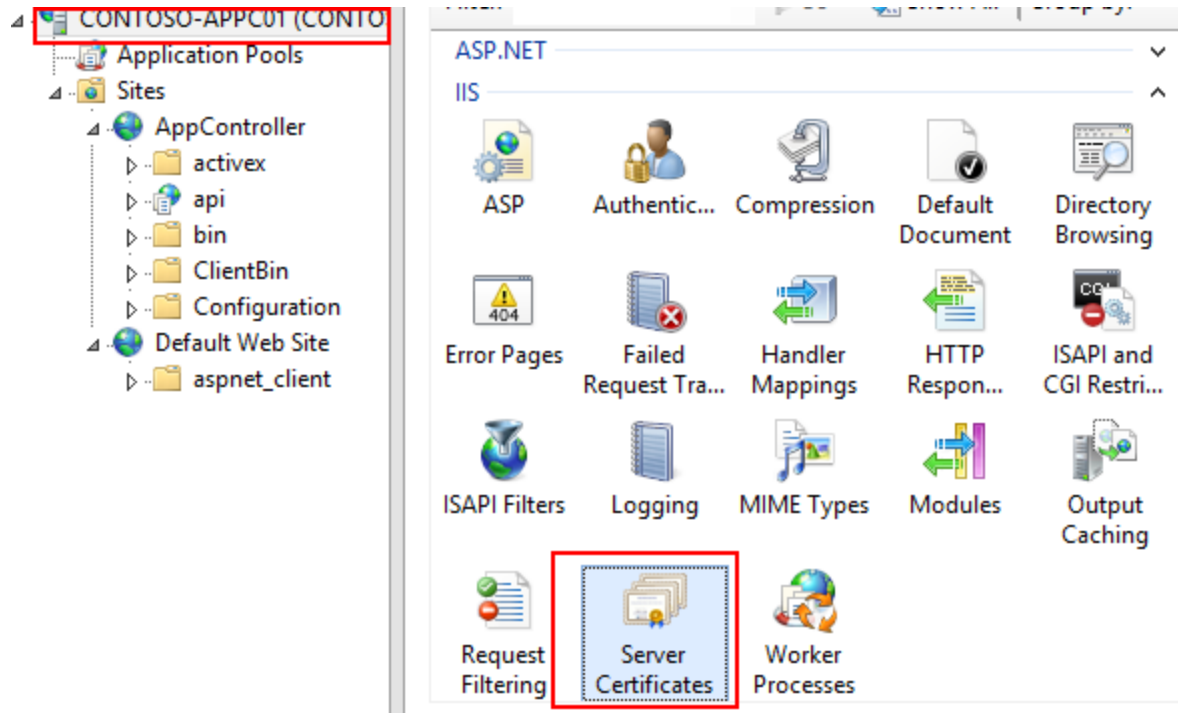 CONTOSO-APPC01 (CONTO
Application Pools
Sites
AppController
activex
api
bin
ClientBin
Configuration
Default Web Site
aspnet_client
ASP.NET
IIS
ASP
Authentic...
Compression
Default
Document
Directory
Browsing
404
Error Pages
Failed
Request Tra...
Handler
Mappings
HTTP
Respon...
ISAPI and
CGI Restri...
ISAPI Filters
Logging
MIME Types
Modules
Output
Caching
Request
Filtering
Server
Certificates
Worker
Processes